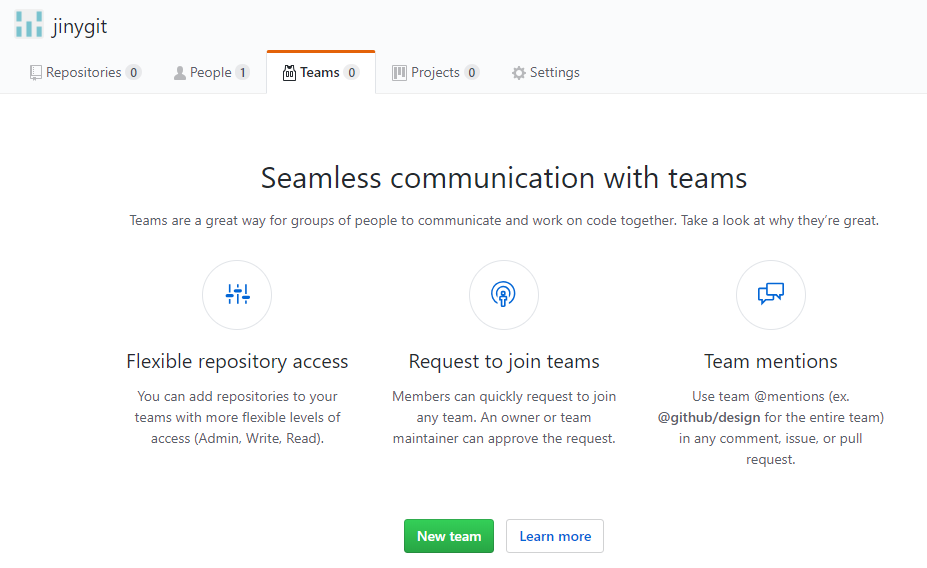 jinygit
Repositories 0 People 1 Teams 0 Projects 0 Settings
Seamless communication with teams
Teams are a great way for groups of people to communicate and work on code together. Take a look at why they’re great.
Flexible repository access
You can add repositories to your
teams with more flexible levels of
access (Admin, Write, Read).
Request to join teams
Members can quickly request to join
any team. An owner or team
maintainer can approve the request.
Team mentions
Use team @mentions (ex.
@github/design for the entire team)
in any comment, issue, or pull
request.
New team Learn more